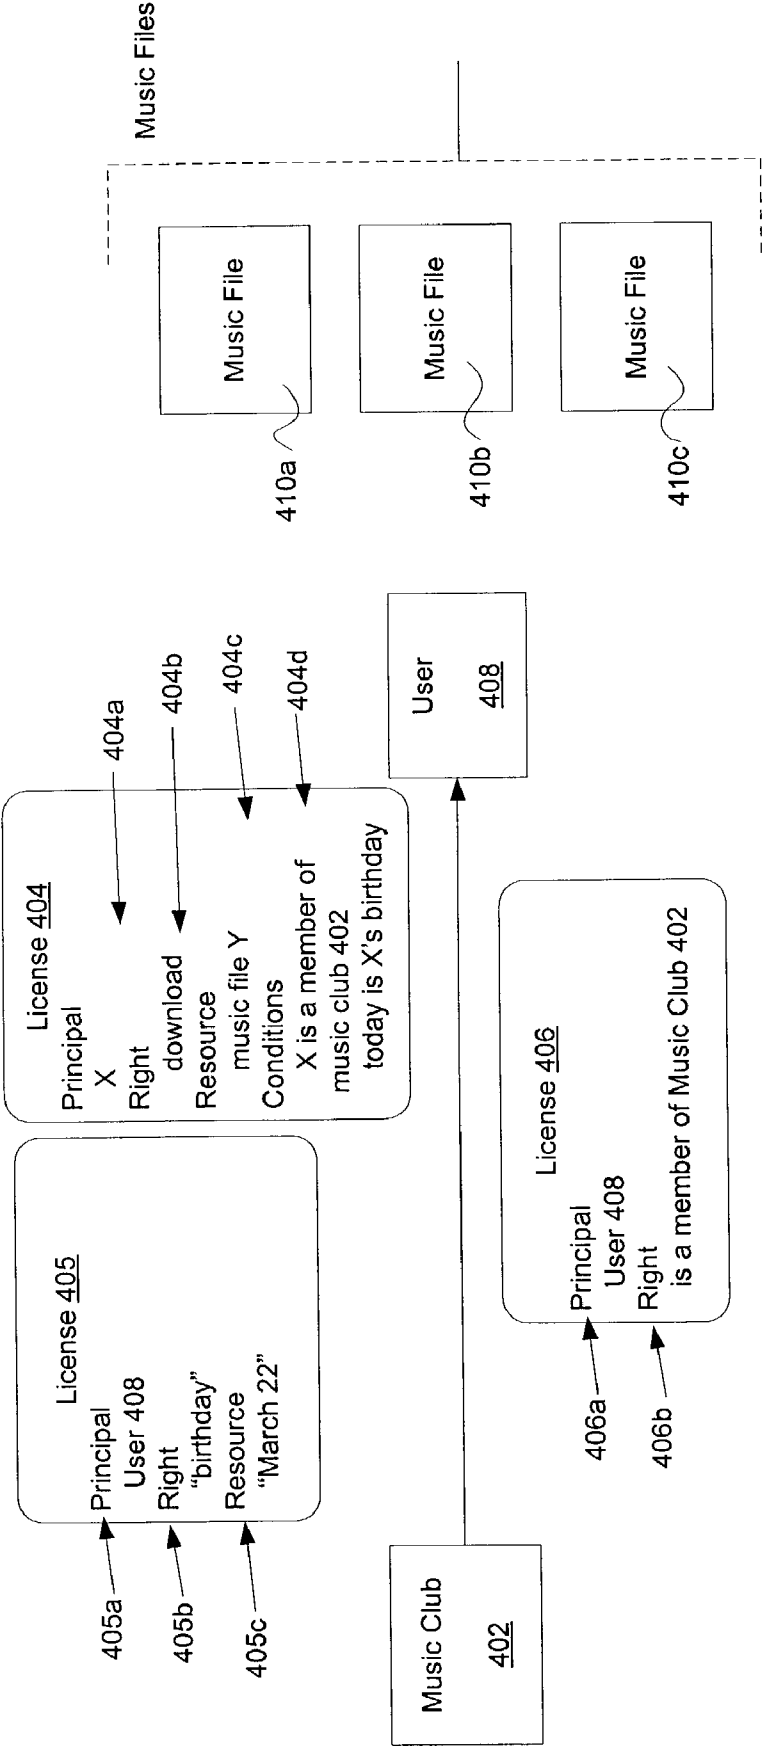 License 405
Principal
User 408
Right
“birthday”
Resource
“March 22”
405a
405b
405c
License 404
Principal
X
Right
download
Resource
music file Y
Conditions
X is a member of
music club 402
today is X’s birthday
404a
404b
404c
404d
Music Files
Music File
410a
Music File
410b
Music File
410c
Music Club
402
User
408
License 406
Principal
User 408
Right
is a member of Music Club 402
406a
406b